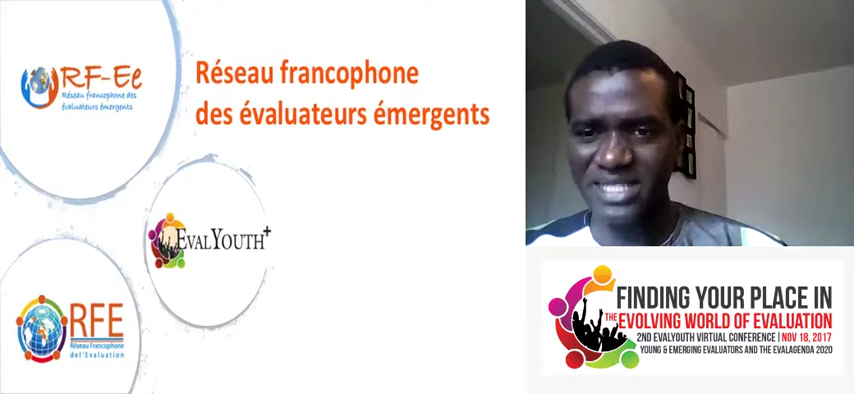 RF-Ee
Réseau francophone des
évaluateurs émergents
Réseau francophone
des évaluateurs émergents
EVALYOUTH+
RFE
Réseau Francophone
de l'Evaluation
FINDING YOUR PLACE IN
THE EVOLVING WORLD OF EVALUATION
2ND EVALYOUTH VIRTUAL CONFERENCE | NOV 18, 2017
YOUNG & EMERGING EVALUATORS AND THE EVALAGENDA 2020